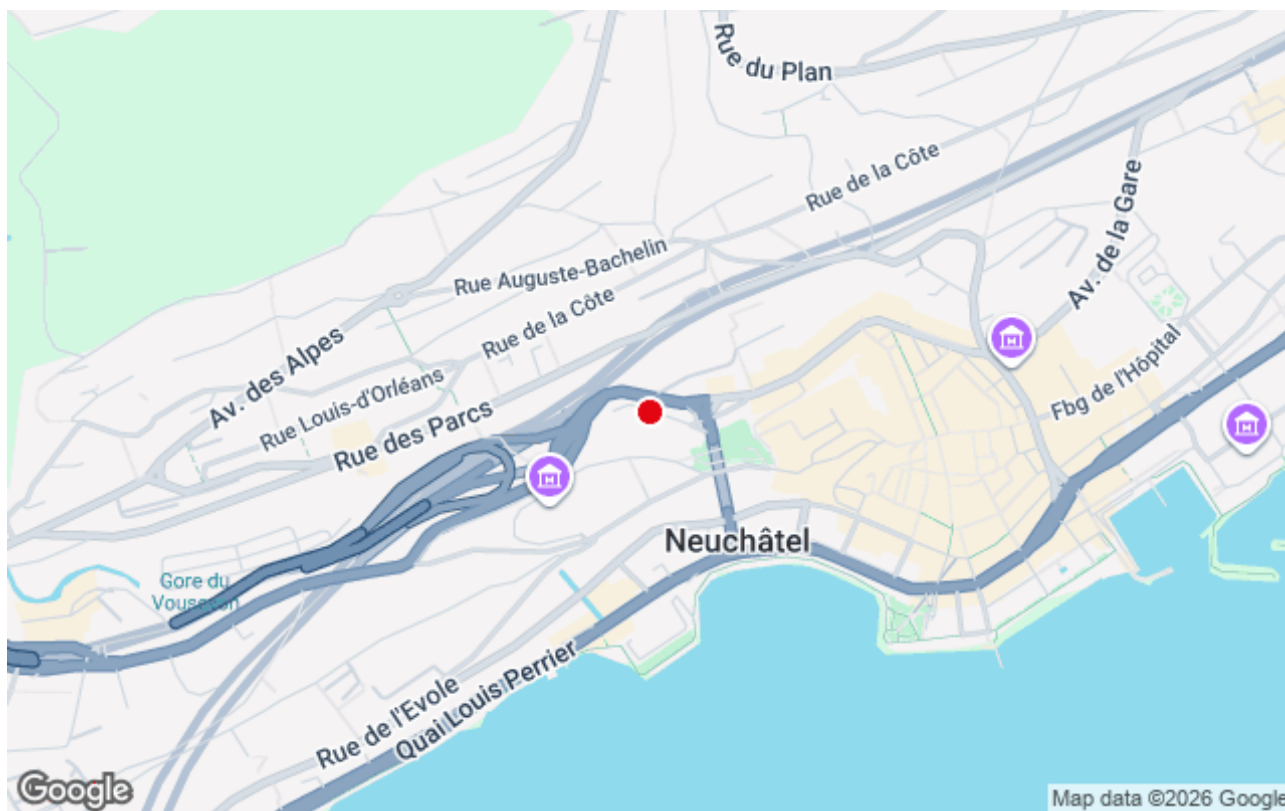 Rue du Plan
Rue de la Côte
Av. de la Gare
Rue Auguste-Bachelin
Rue de la Côte
Av. des Alpes
Rue Louis-d'Orléans
Fbg de l'Hôpital
Rue des Parcs
Neuchâtel
Gore du
Vouseyon
Rue de l'Evole
Quai Louis Perrier
Google
Map data ©2026 Google